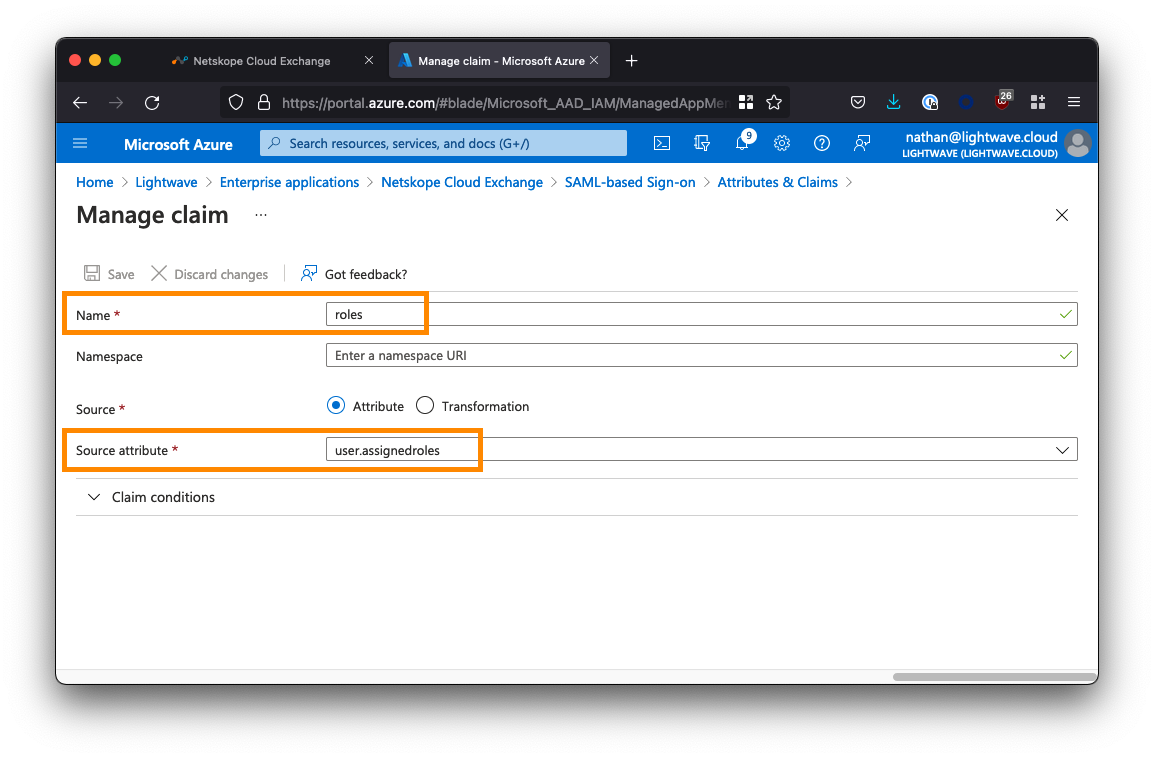 Netskope Cloud Exchange
Manage claim - Microsoft Azure
https://portal.azure.com/#blade/Microsoft_AAD_IAM/ManagedAppMer
26
Microsoft Azure
Search resources, services, and docs (G+/)
9
nathan@lightwave.cloud
LIGHTWAVE (LIGHTWAVE.CLOUD)
Home > Lightwave > Enterprise applications > Netskope Cloud Exchange > SAML-based Sign-on > Attributes & Claims >
Manage claim ...
Save Discard changes Got feedback?
Name * roles
Namespace Enter a namespace URI
Source * Attribute Transformation
Source attribute * user.assignedroles
Claim conditions